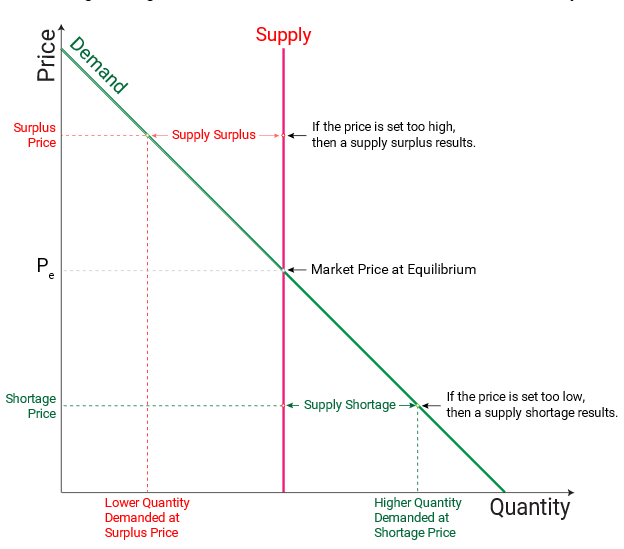 Supply
Price
Demand
Surplus
Price
Supply Surplus
If the price is set too high,
then a supply surplus results.
Pe
Market Price at Equilibrium
Shortage
Price
Supply Shortage
If the price is set too low,
then a supply shortage results.
Lower Quantity
Demanded at
Surplus Price
Higher Quantity
Demanded at
Shortage Price
Quantity